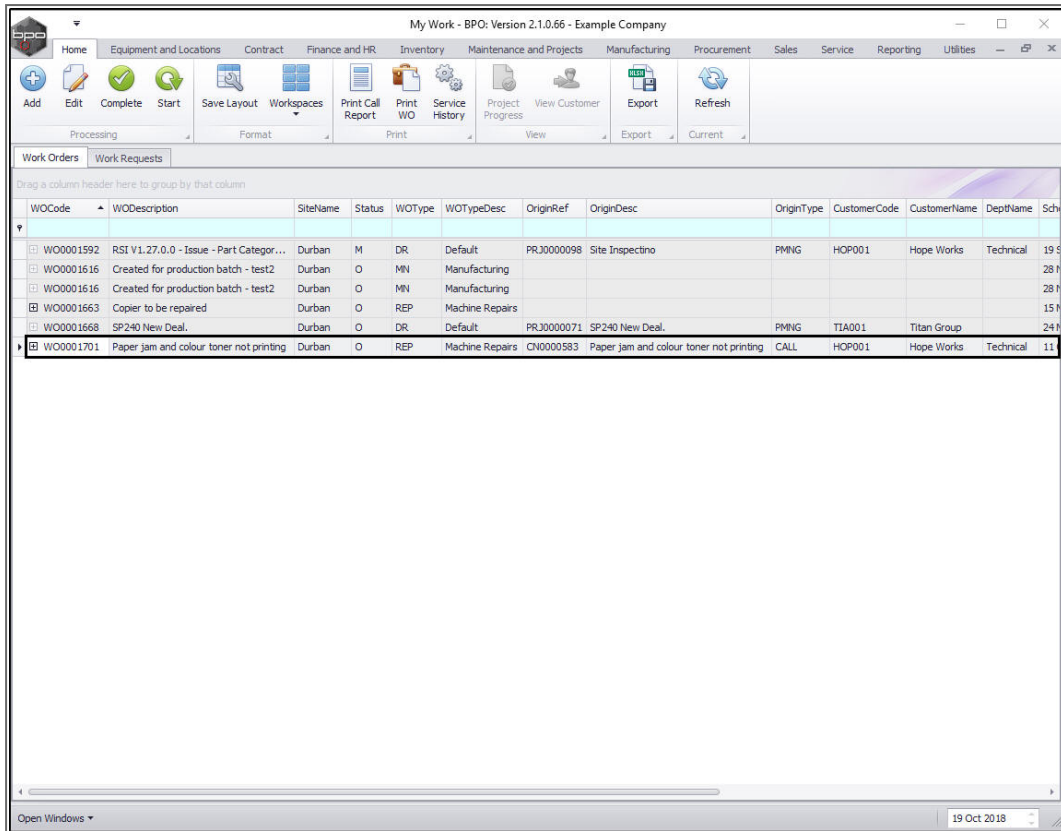 My Work - BPO: Version 2.1.0.66 - Example Company
bpo
Home Equipment and Locations Contract Finance and HR Inventory Maintenance and Projects Manufacturing Procurement Sales Service Reporting Utilities
Add Edit Complete Start Save Layout Workspaces Print Call Report Print WO Service History Project Progress View Customer Export Refresh
Processing Format Print View Export Current
Work Orders Work Requests
Drag a column header here to group by that column
WOCode WODescription SiteName Status WOType WOTypeDesc OriginRef OriginDesc OriginType CustomerCode CustomerName DeptName
WO0001592 RSI V1.27.0.0 - Issue - Part Categor... Durban M DR Default PRJ0000098 Site Inspectino PMNG HOP001 Hope Works Technical 19
WO0001616 Created for production batch - test2 Durban O MN Manufacturing 28
WO0001616 Created for production batch - test2 Durban O MN Manufacturing 28
WO0001663 Copier to be repaired Durban O REP Machine Repairs 15
WO0001668 SP240 New Deal. Durban O DR Default PRJ0000071 SP240 New Deal. PMNG TIA001 Titan Group 24
WO0001701 Paper jam and colour toner not printing Durban O REP Machine Repairs CN0000583 Paper jam and colour toner not printing CALL HOP001 Hope Works Technical 11
Open Windows 19 Oct 2018